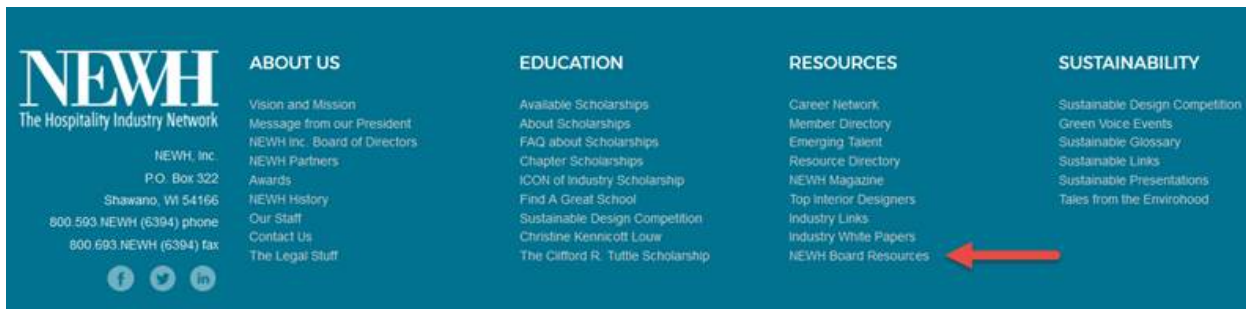 NEWH
The Hospitality Industry Network
NEWH, Inc.
P.O. Box 322
Shawano, WI 54166
800.593.NEWH (6394) phone
800.693.NEWH (6394) fax
ABOUT US
Vision and Mission
Message from our President
NEWH Inc. Board of Directors
NEWH Partners
Awards
NEWH History
Our Staff
Contact Us
The Legal Stuff
EDUCATION
Available Scholarships
About Scholarships
FAQ about Scholarships
Chapter Scholarships
ICON of Industry Scholarship
Find A Great School
Sustainable Design Competition
Christine Kennicott Louw
The Clifford R. Tuttle Scholarship
RESOURCES
Career Network
Member Directory
Emerging Talent
Resource Directory
NEWH Magazine
Top Interior Designers
Industry Links
Industry White Papers
NEWH Board Resources
SUSTAINABILITY
Sustainable Design Competition
Green Voice Events
Sustainable Glossary
Sustainable Links
Sustainable Presentations
Tales from the Envirohood